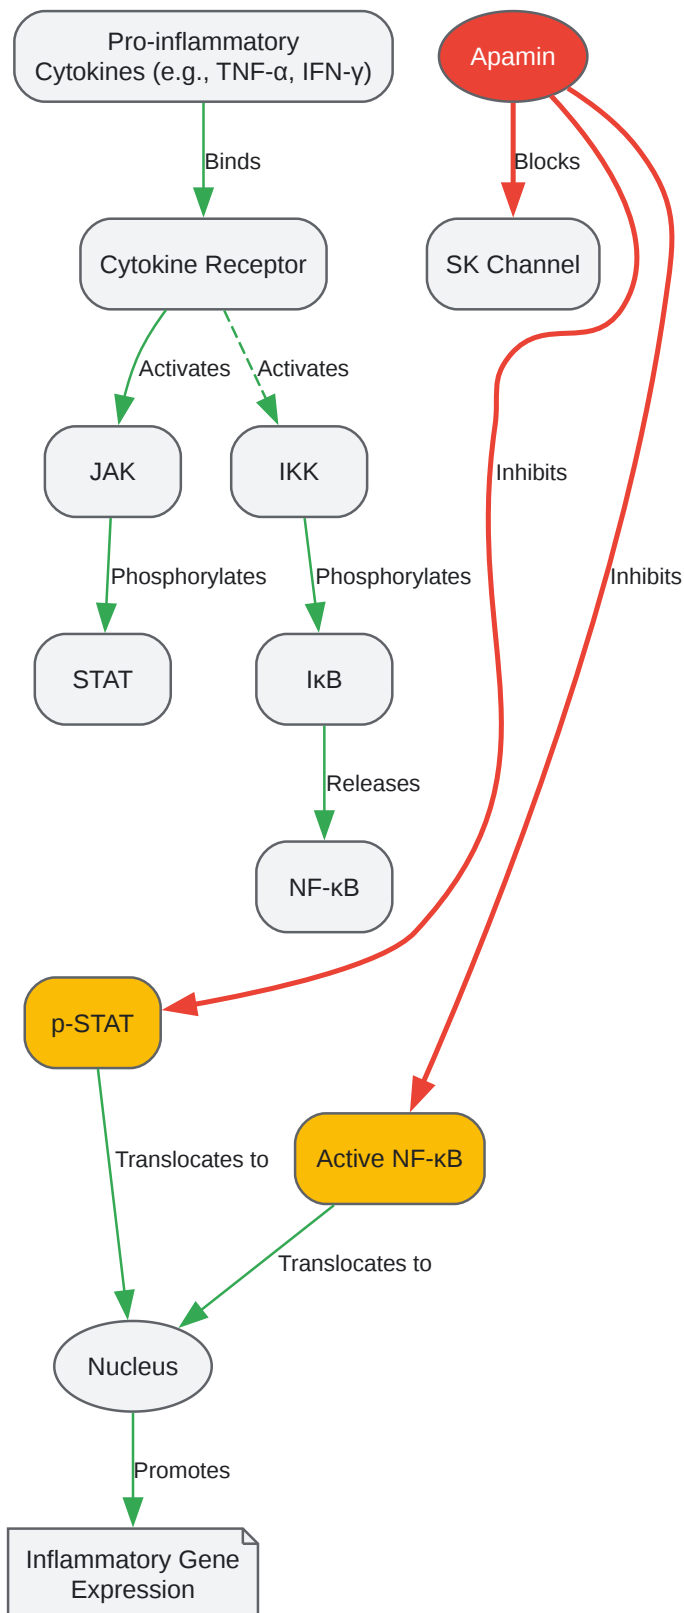 Pro-inflammatory
Cytokines (e.g., TNF-α, IFN-γ)
Apamin
Binds
Blocks
Cytokine Receptor
SK Channel
Activates
Activates
JAK
IKK
Inhibits
Phosphorylates
Phosphorylates
Inhibits
STAT
IκB
Releases
NF-κB
p-STAT
Translocates to
Active NF-κB
Translocates to
Nucleus
Promotes
Inflammatory Gene
Expression